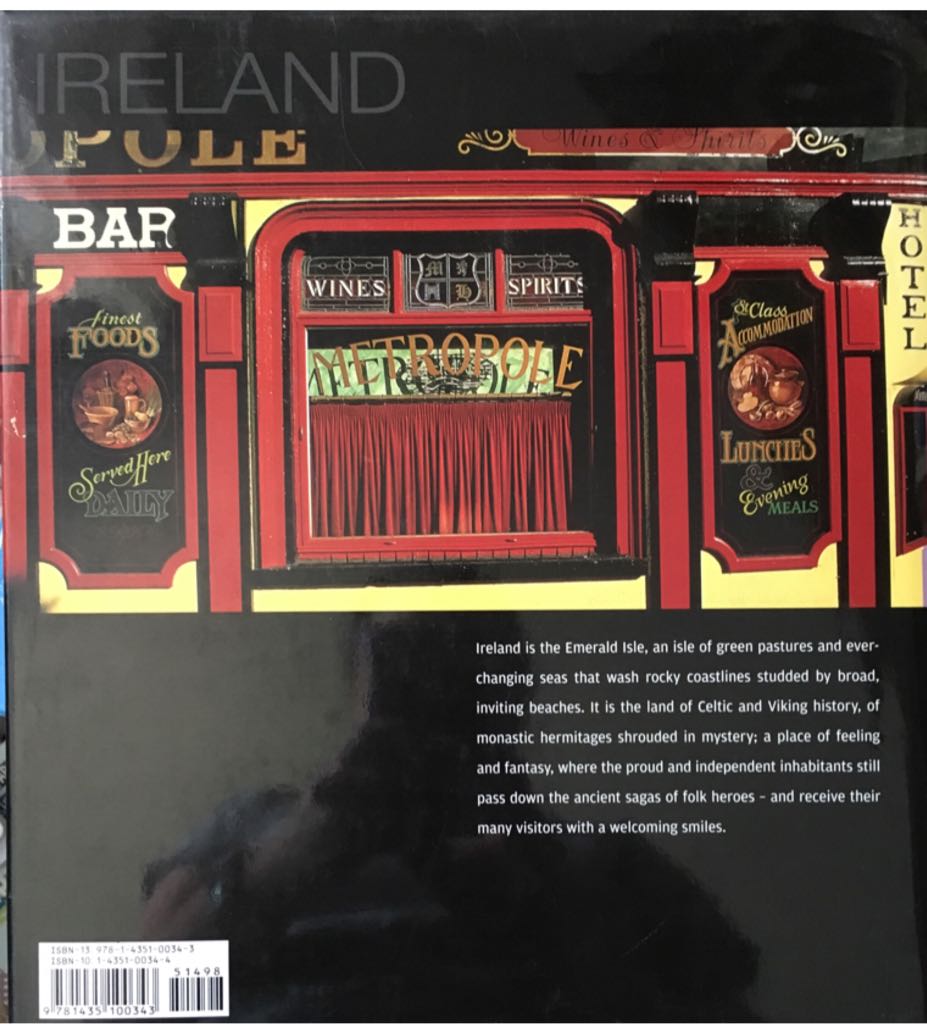 IRELAND
POLE
Wines & Spirits
BAR
HOTEL
WINES
SPIRITS
Finest
FOODS
Served Here
DAILY
METROPOLE
St Class
ACCOMMODATION
LUNCHES
&
Evening
MEALS
Ireland is the Emerald Isle, an isle of green pastures and ever-
changing seas that wash rocky coastlines studded by broad,
inviting beaches. It is the land of Celtic and Viking history, of
monastic hermitages shrouded in mystery; a place of feeling
and fantasy, where the proud and independent inhabitants still
pass down the ancient sagas of folk heroes – and receive their
many visitors with a welcoming smiles.
ISBN-13 978-1-4351-0034-3
ISBN-10 1-4351-0034-4
51498
9 781435 100343